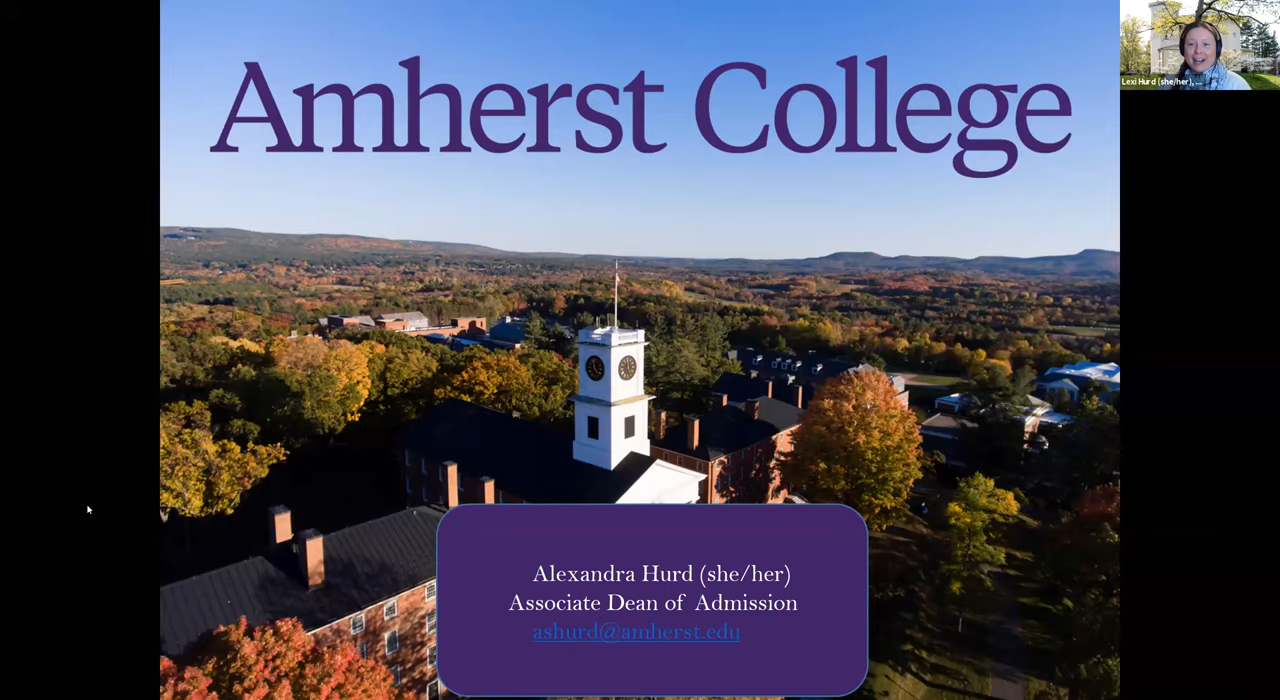 Amherst College
Lexi Hurd (she/her), ...
Alexandra Hurd (she/her)
Associate Dean of Admission
ashurd@amherst.edu